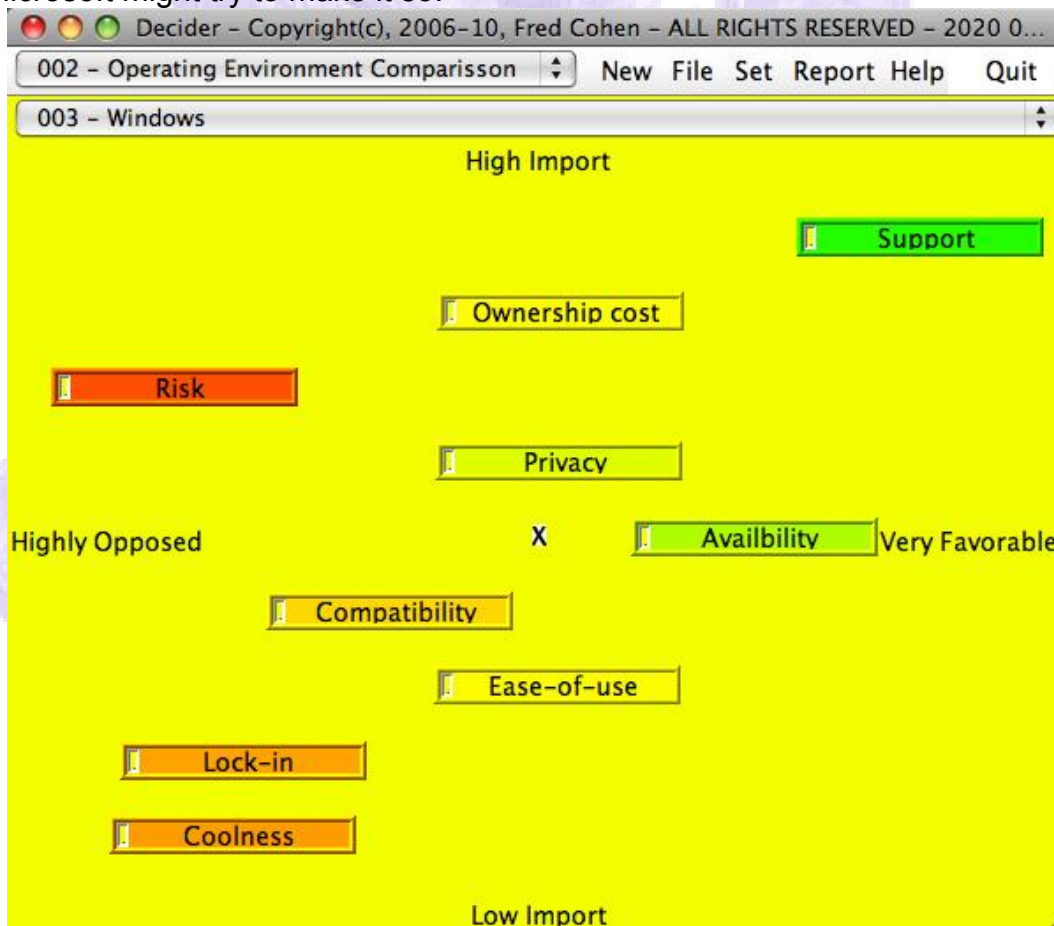 Decider – Copyright(c), 2006–10, Fred Cohen – ALL RIGHTS RESERVED – 2020 0...
002 – Operating Environment Comparisson New File Set Report Help Quit
003 – Windows
High Import
Support
Ownership cost
Risk
Privacy
Highly Opposed X Availbility Very Favorable
Compatibility
Ease–of–use
Lock–in
Coolness
Low Import